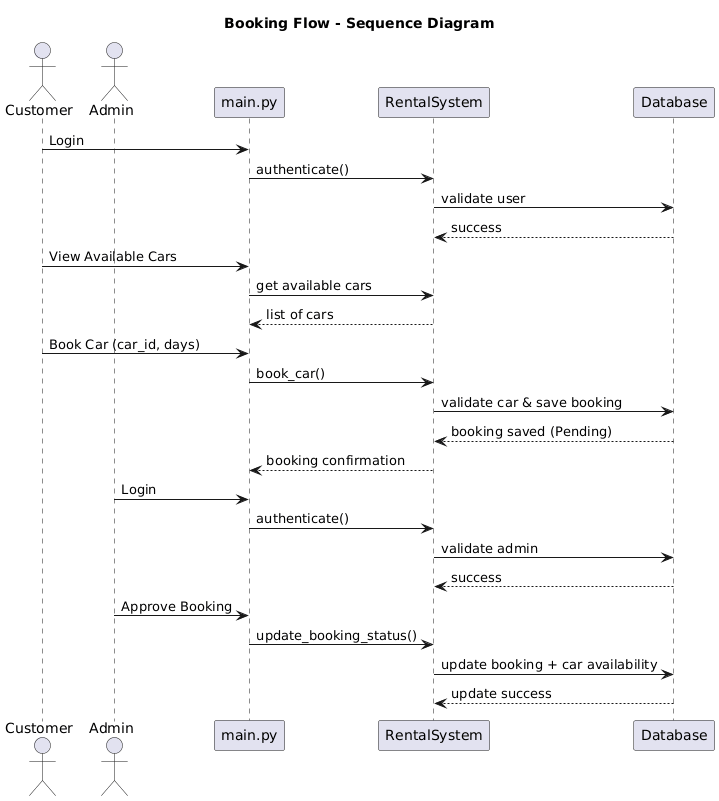 Booking Flow - Sequence Diagram
Customer
Admin
main.py
RentalSystem
Database
Login
authenticate()
validate user
success
View Available Cars
get available cars
list of cars
Book Car (car_id, days)
book_car()
validate car & save booking
booking saved (Pending)
booking confirmation
Login
authenticate()
validate admin
success
Approve Booking
update_booking_status()
update booking + car availability
update success
Customer
Admin
main.py
RentalSystem
Database